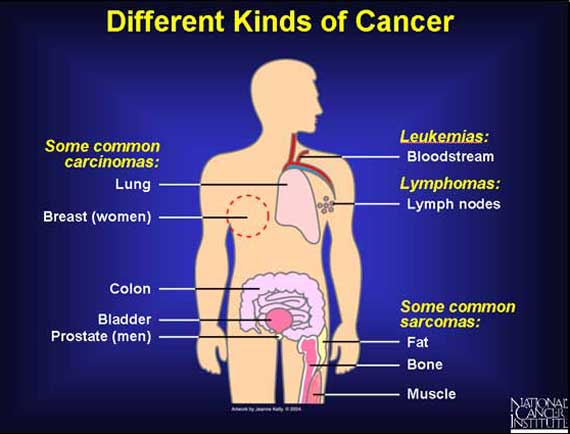 Different Kinds of Cancer
Some common
carcinomas:
Lung
Breast (women)
Colon
Bladder
Prostate (men)
Leukemias:
Bloodstream
Lymphomas:
Lymph nodes
Some common
sarcomas:
Fat
Bone
Muscle
Artwork by Jeanne Kelly. © 2004.
NATIONAL
CANCER
INSTITUTE